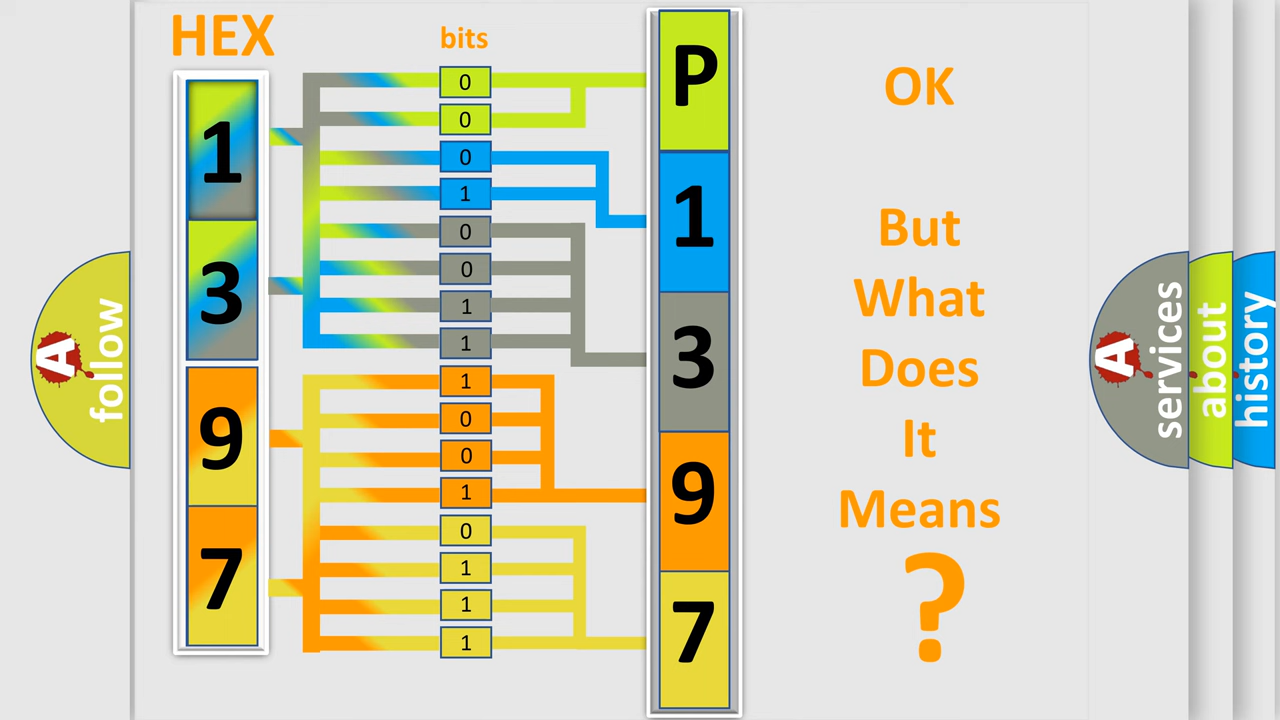 HEX
bits
1
3
9
7
0
0
0
1
0
0
1
1
1
0
0
1
0
1
1
1
P
1
3
9
7
OK
But
What
Does
It
Means
?
A
follow
A
services
about
history